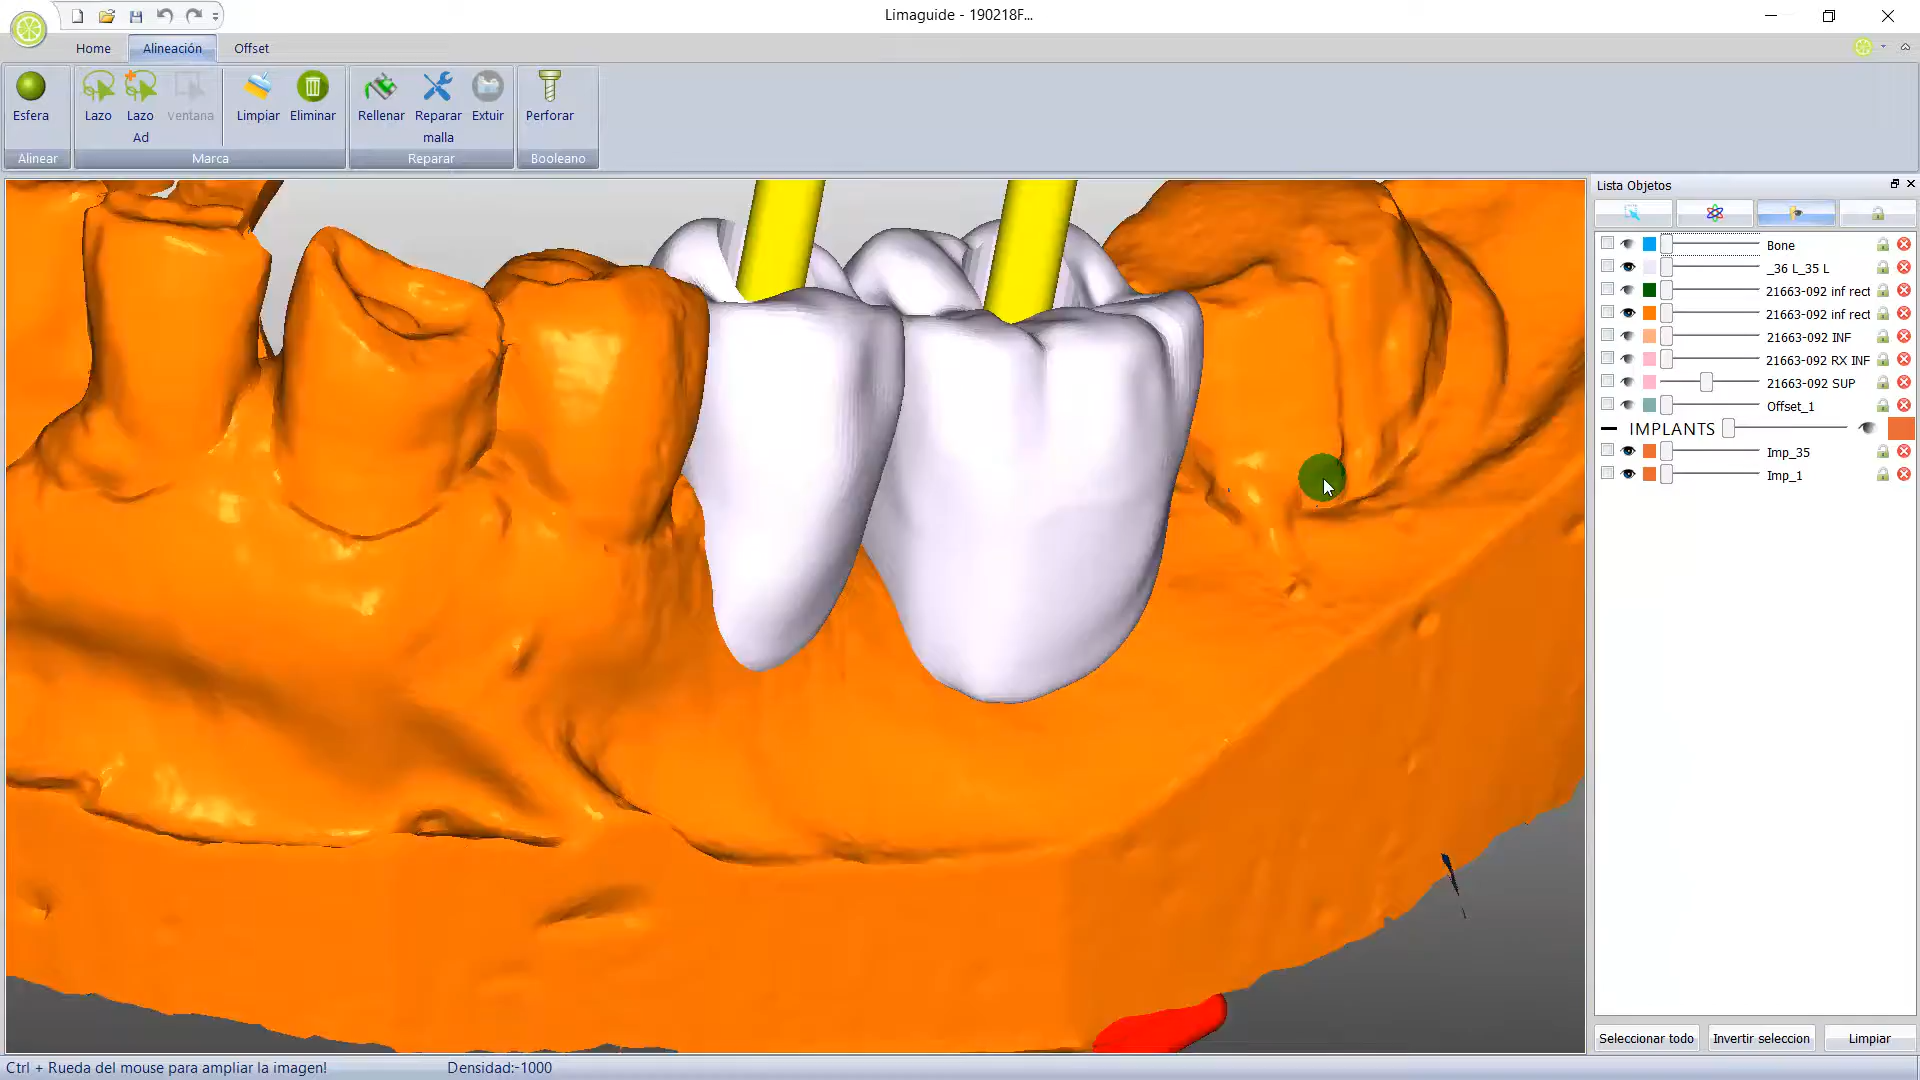 Limaguide - 190218F...
Home
Alineación
Offset
Esfera
Lazo
Lazo
Ad
Ventana
Limpiar
Eliminar
Rellenar
Reparar
malla
Extuir
Perforar
Alinear
Marca
Reparar
Booleano
Lista Objetos
Bone
_36 L_35 L
21663-092 inf rect
21663-092 inf rect
21663-092 INF
21663-092 RX INF
21663-092 SUP
Offset_1
IMPLANTS
Imp_35
Imp_1
Seleccionar todo
Invertir seleccion
Limpiar
Ctrl + Rueda del mouse para ampliar la imagen!
Densidad:-1000